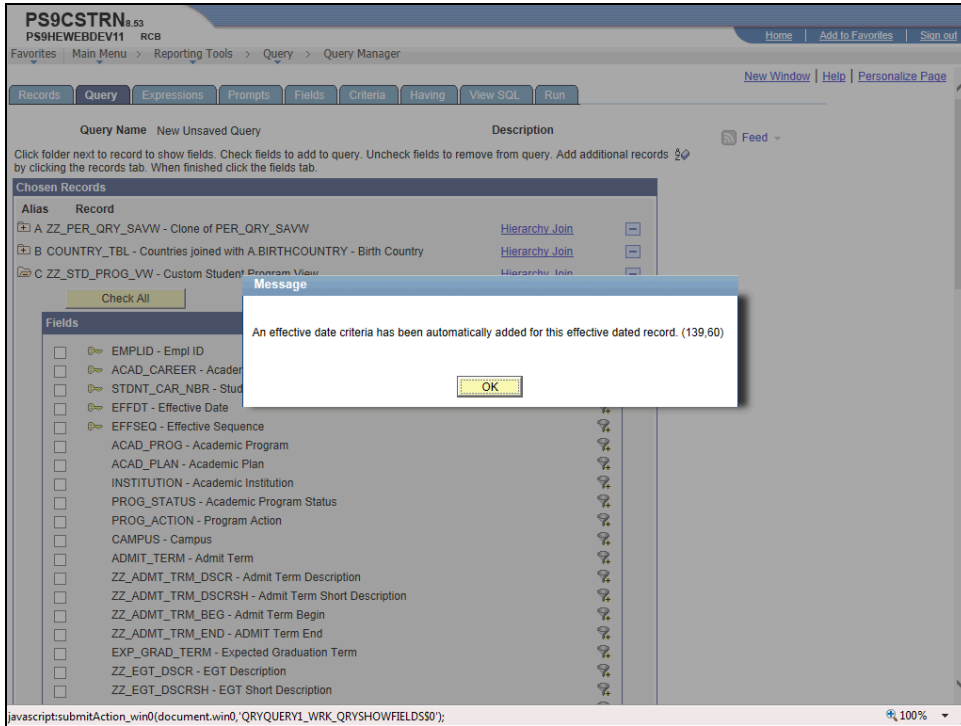 PS9CSTRN8.53
PS9HEWEBDEV11 RCB
Home | Add to Favorites | Sign out
Favorites | Main Menu > Reporting Tools > Query > Query Manager
New Window | Help | Personalize Page
Records Query Expressions Prompts Fields Criteria Having View SQL Run
Query Name New Unsaved Query Description
Feed
Click folder next to record to show fields. Check fields to add to query. Uncheck fields to remove from query. Add additional records
by clicking the records tab. When finished click the fields tab.
Chosen Records
Alias Record
A ZZ_PER_QRY_SAVW - Clone of PER_QRY_SAVW Hierarchy Join
B COUNTRY_TBL - Countries joined with A.BIRTHCOUNTRY - Birth Country Hierarchy Join
C ZZ_STD_PROG_VW - Custom Student Program View Hierarchy Join
Message
Check All
Fields
An effective date criteria has been automatically added for this effective dated record. (139,60)
OK
EMPLID - Empl ID
ACAD_CAREER - Academ
STDNT_CAR_NBR - Stud
EFFDT - Effective Date
EFFSEQ - Effective Sequence
ACAD_PROG - Academic Program
ACAD_PLAN - Academic Plan
INSTITUTION - Academic Institution
PROG_STATUS - Academic Program Status
PROG_ACTION - Program Action
CAMPUS - Campus
ADMIT_TERM - Admit Term
ZZ_ADMT_TRM_DSCR - Admit Term Description
ZZ_ADMT_TRM_DSCRSH - Admit Term Short Description
ZZ_ADMT_TRM_BEG - Admit Term Begin
ZZ_ADMT_TRM_END - ADMIT Term End
EXP_GRAD_TERM - Expected Graduation Term
ZZ_EGT_DSCR - EGT Description
ZZ_EGT_DSCRSH - EGT Short Description
javascript:submitAction_win0(document.win0,'QRYQUERY1_WRK_QRYSHOWFIELDS$0'); 100%